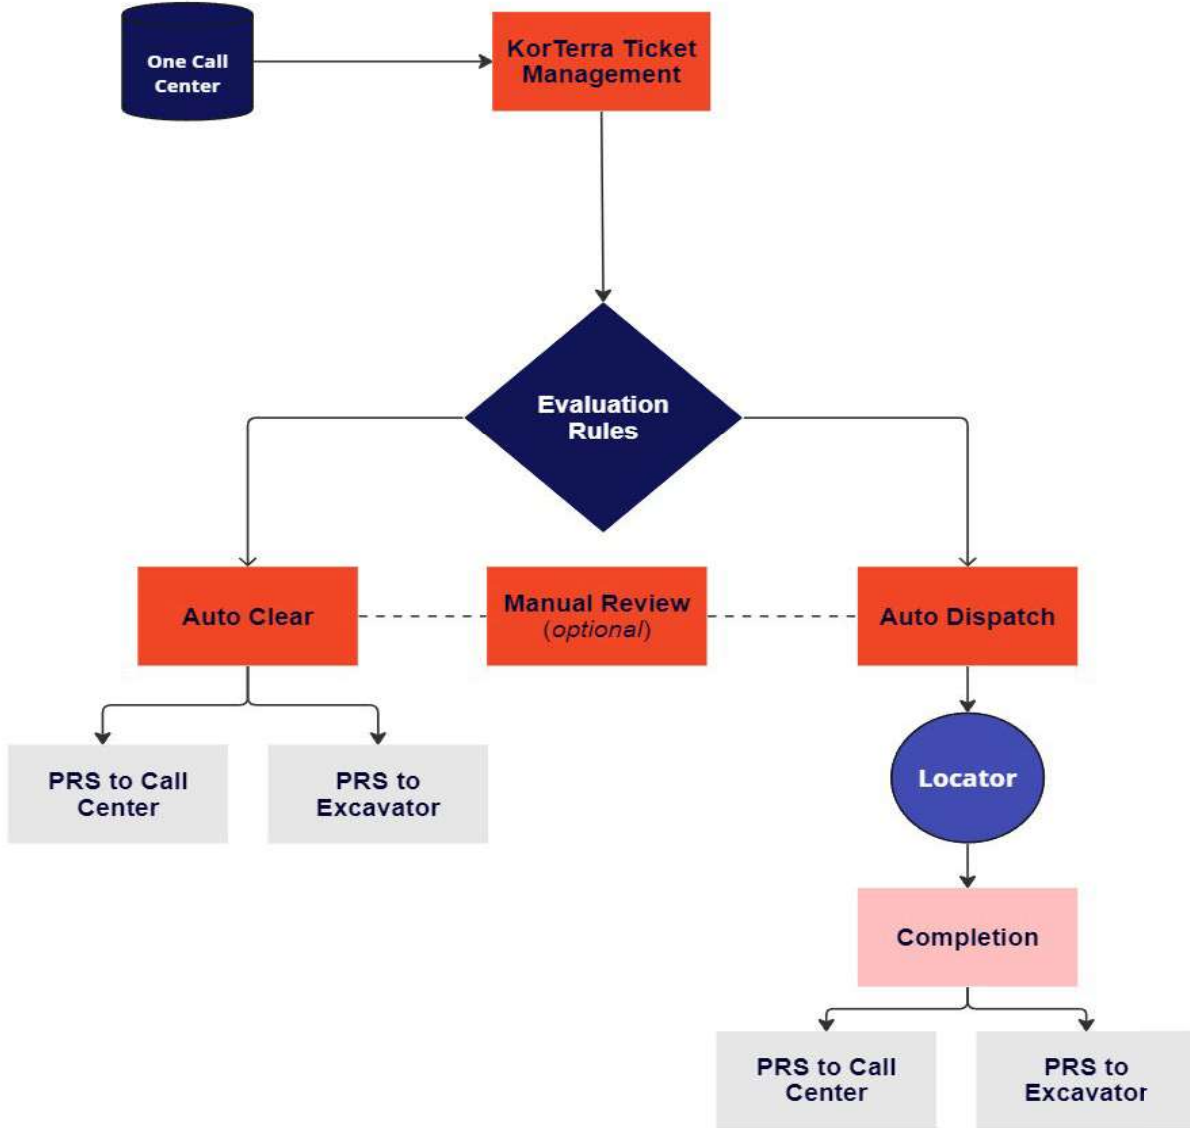 One Call
Center
KorTerra Ticket
Management
Evaluation
Rules
Auto Clear
Manual Review
(optional)
Auto Dispatch
PRS to Call
Center
PRS to
Excavator
Locator
Completion
PRS to Call
Center
PRS to
Excavator